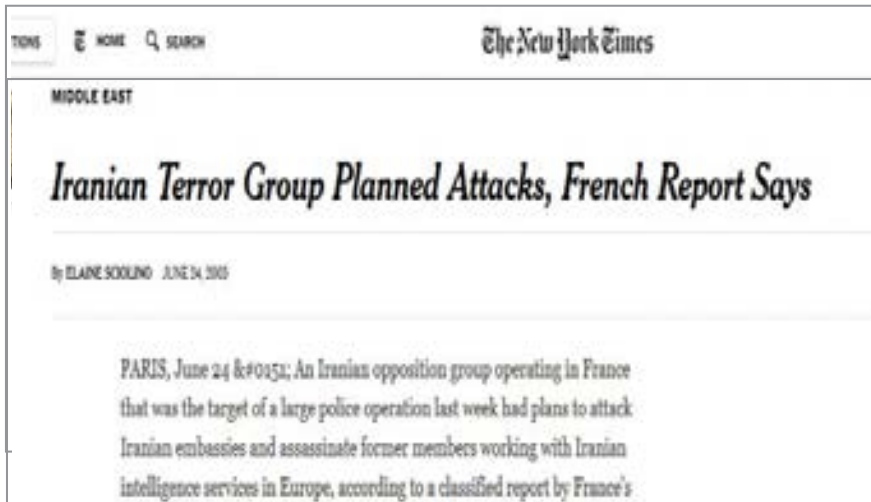 TIONS HOME SEARCH The New York Times
MIDDLE EAST
Iranian Terror Group Planned Attacks, French Report Says
By ELAINE SCIOLINO JUNE 24, 2003
PARIS, June 24 &#0151; An Iranian opposition group operating in France
that was the target of a large police operation last week had plans to attack
Iranian embassies and assassinate former members working with Iranian
intelligence services in Europe, according to a classified report by France's